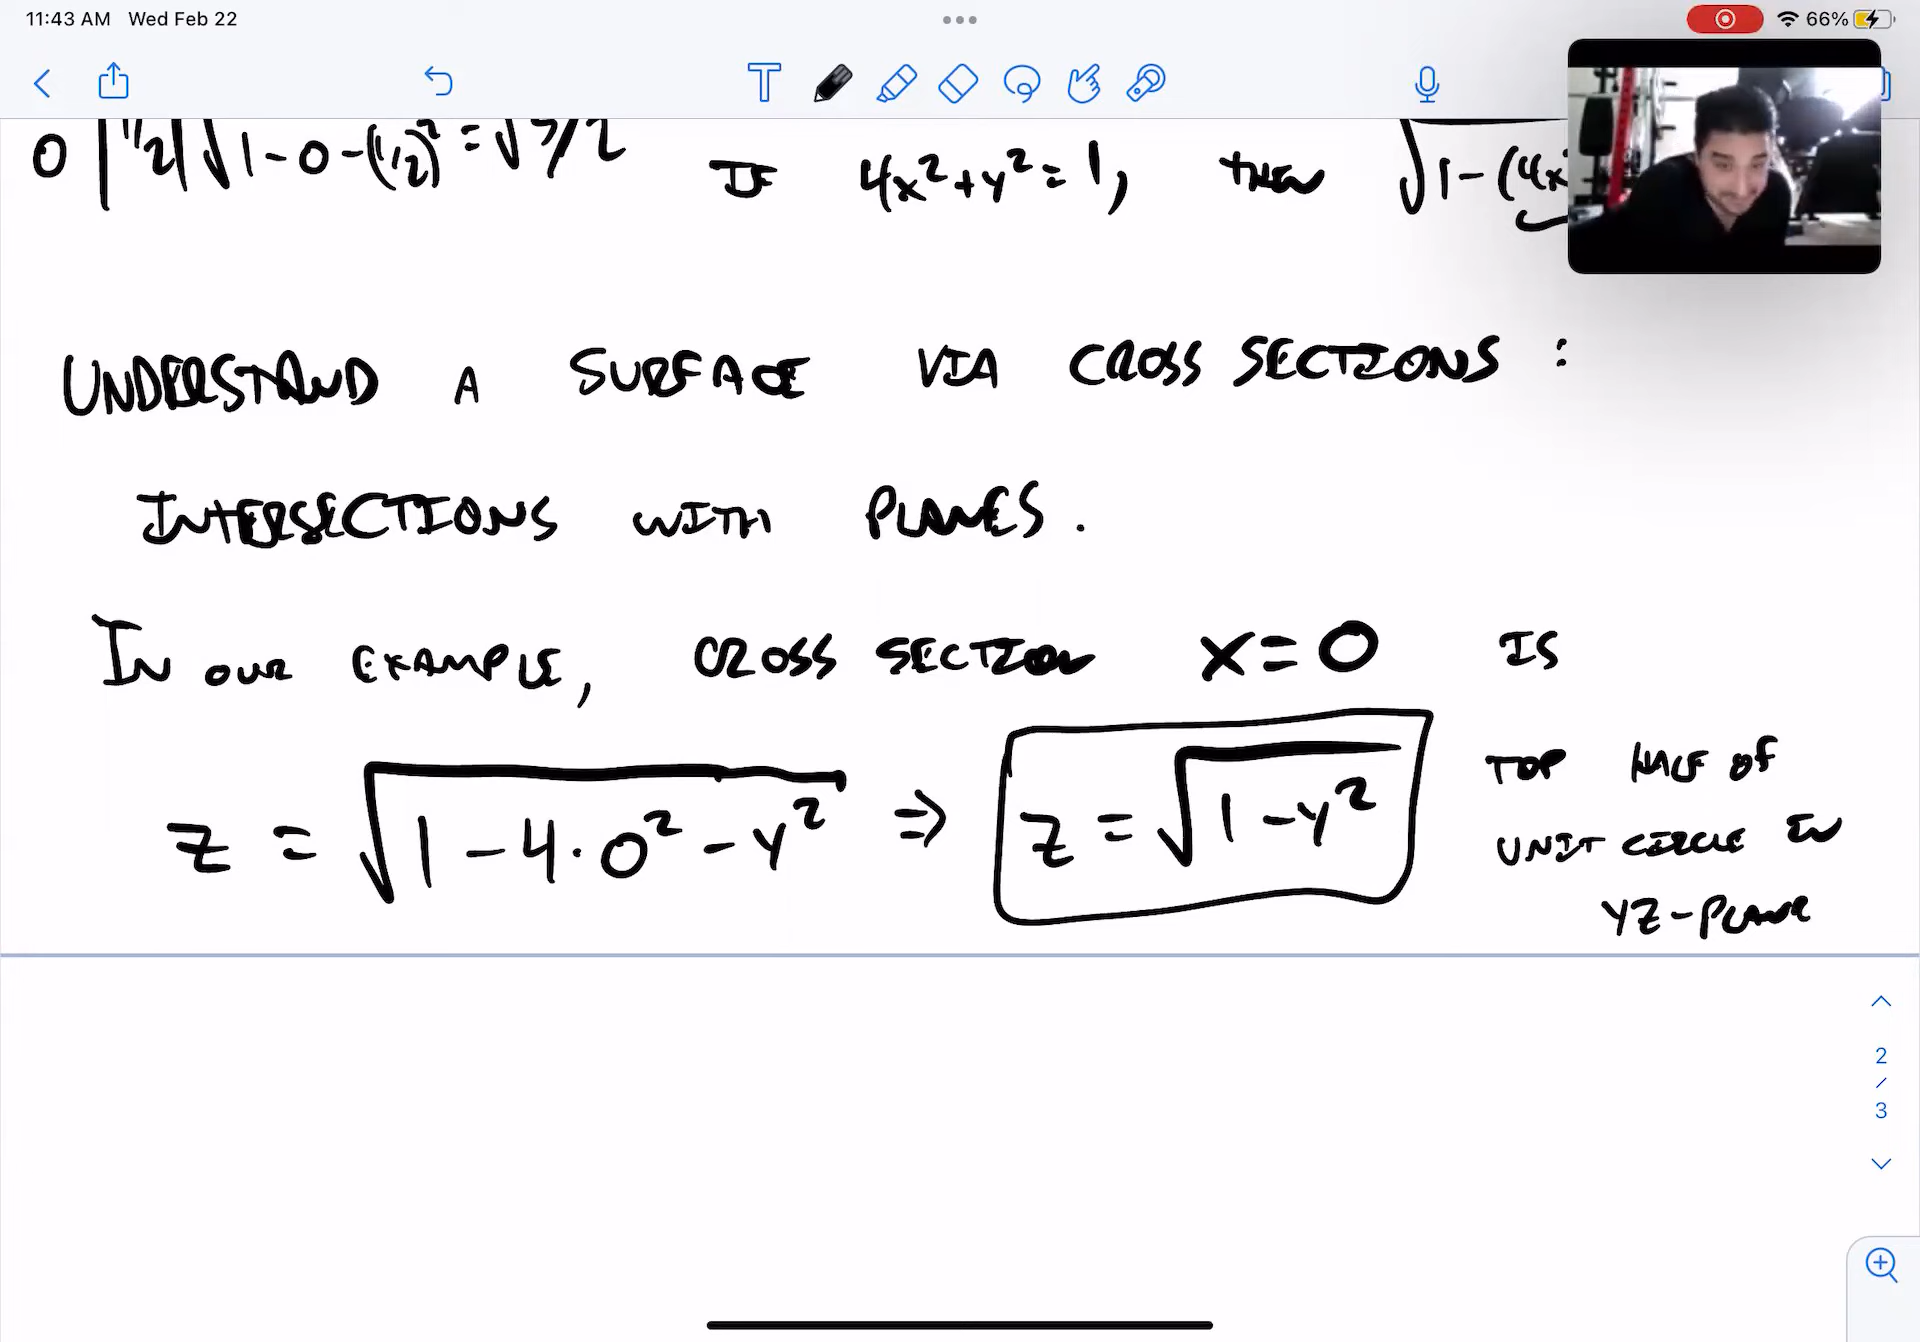 11:43 AM Wed Feb 22
66%
0 | 1/2 | √1-0-(1/2)² = √3/2
IF 4x²+y²=1, THEN √1-(4x²
UNDERSTAND A SURFACE VIA CROSS SECTIONS:
INTERSECTIONS WITH PLANES.
IN OUR EXAMPLE, CROSS SECTION X=0 IS
Z = √1-4·0²-y² ⇒ Z = √1-y²
TOP HALF OF
UNIT CIRCLE IN
YZ-PLANE
2
/
3